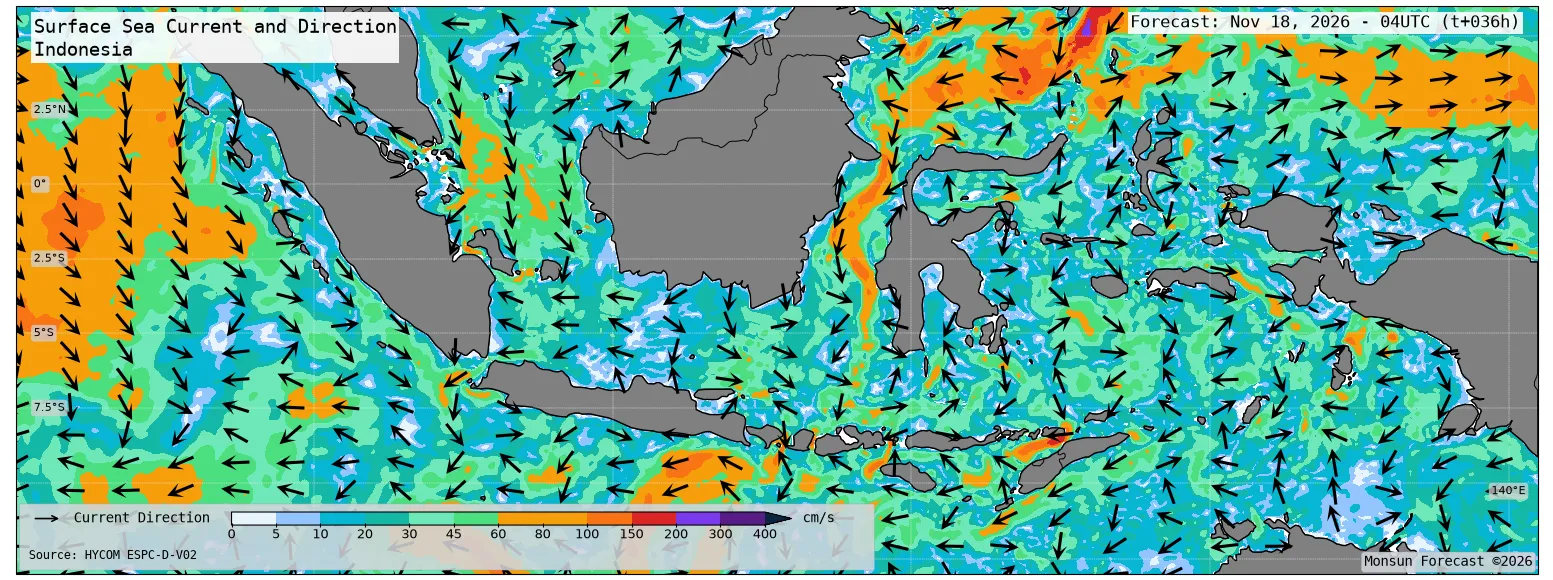 Surface Sea Current and Direction
Indonesia
Forecast: Nov 18, 2026 - 04UTC (t+036h)
2.5°N
0°
2.5°S
5°S
7.5°S
140°E
Current Direction
0 5 10 20 30 45 60 80 100 150 200 300 400 cm/s
Source: HYCOM ESPC-D-V02
Monsun Forecast ©2026